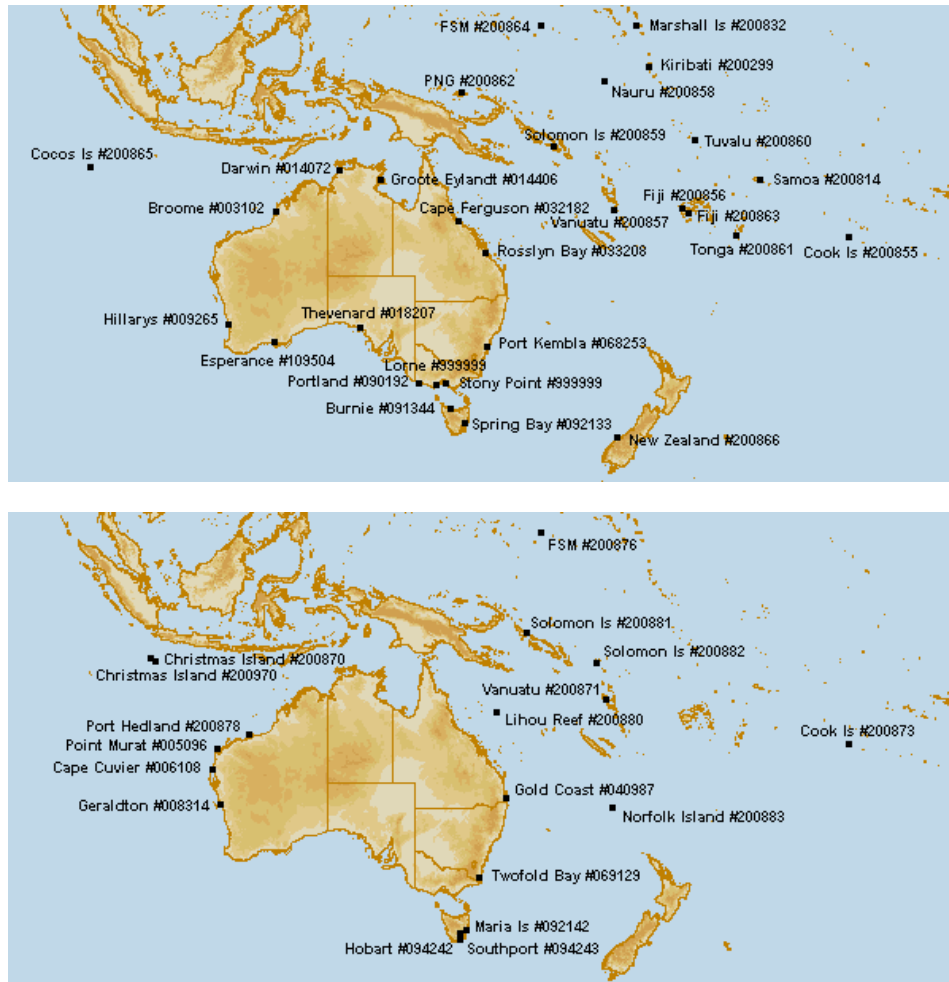 FSM #200864
Marshall Is #200832
Kiribati #200299
PNG #200862
Nauru #200858
Solomon Is #200859
Tuvalu #200860
Cocos Is #200865
Darwin #014072
Groote Eylandt #014406
Samoa #200814
Fiji #200856
Broome #003102
Cape Ferguson #032182
Fiji #200863
Vanuatu #200857
Rosslyn Bay #033208
Tonga #200861
Cook Is #200855
Thevenard #018207
Hillarys #009265
Port Kembla #068253
Esperance #109504
Lorne #999999
Portland #090192
Stony Point #999999
Burnie #091344
Spring Bay #092133
New Zealand #200866
FSM #200876
Solomon Is #200881
Solomon Is #200882
Christmas Island #200870
Christmas Island #200970
Vanuatu #200871
Lihou Reef #200880
Port Hedland #200878
Cook Is #200873
Point Murat #005096
Cape Cuvier #006108
Geraldton #008314
Gold Coast #040987
Norfolk Island #200883
Twofold Bay #069129
Maria Is #092142
Hobart #094242
Southport #094243